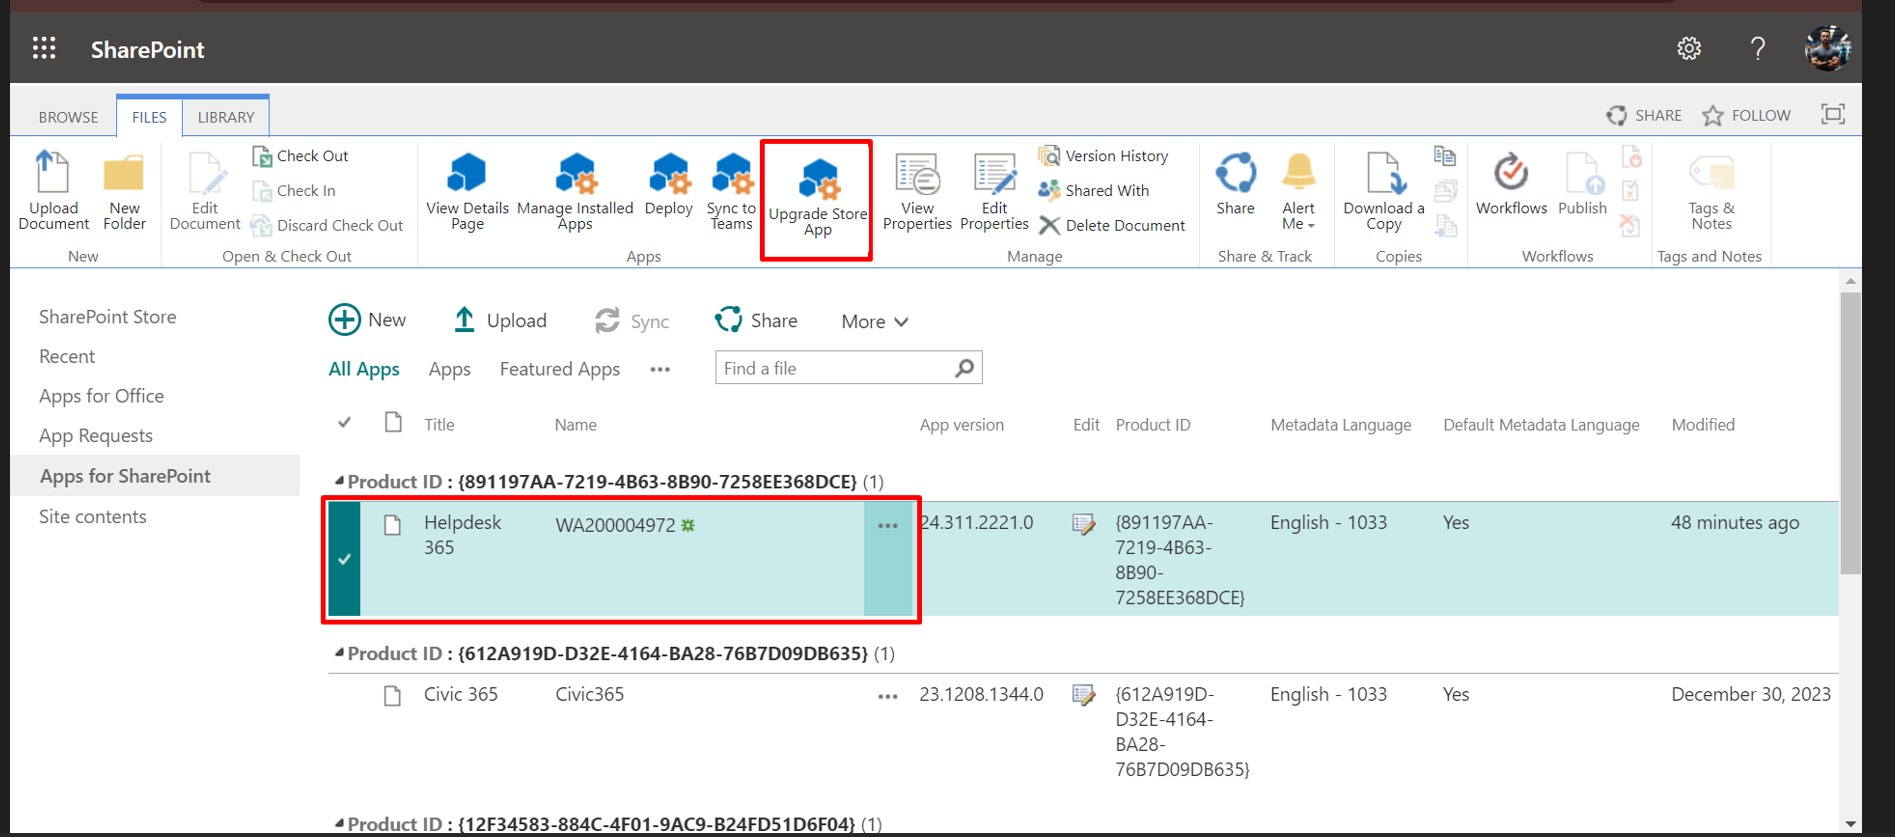 SharePoint
BROWSE FILES LIBRARY SHARE FOLLOW
Upload Document
New Folder
New
Edit Document
Check Out
Check In
Discard Check Out
Open & Check Out
View Details Page
Manage Installed Apps
Deploy
Sync to Teams
Upgrade Store App
Apps
View Properties
Edit Properties
Version History
Shared With
Delete Document
Manage
Share
Alert Me
Share & Track
Download a Copy
Copies
Workflows
Publish
Workflows
Tags & Notes
Tags and Notes
SharePoint Store
Recent
Apps for Office
App Requests
Apps for SharePoint
Site contents
New Upload Sync Share More
All Apps Apps Featured Apps ••• Find a file
Title Name App version Edit Product ID Metadata Language Default Metadata Language Modified
Product ID : {891197AA-7219-4B63-8B90-7258EE368DCE} (1)
Helpdesk 365 WA200004972 ••• 24.311.2221.0 {891197AA-7219-4B63-8B90-7258EE368DCE} English - 1033 Yes 48 minutes ago
Product ID : {612A919D-D32E-4164-BA28-76B7D09DB635} (1)
Civic 365 Civic365 ••• 23.1208.1344.0 {612A919D-D32E-4164-BA28-76B7D09DB635} English - 1033 Yes December 30, 2023
Product ID : {12F34583-884C-4F01-9AC9-B24FD51D6F04} (1)